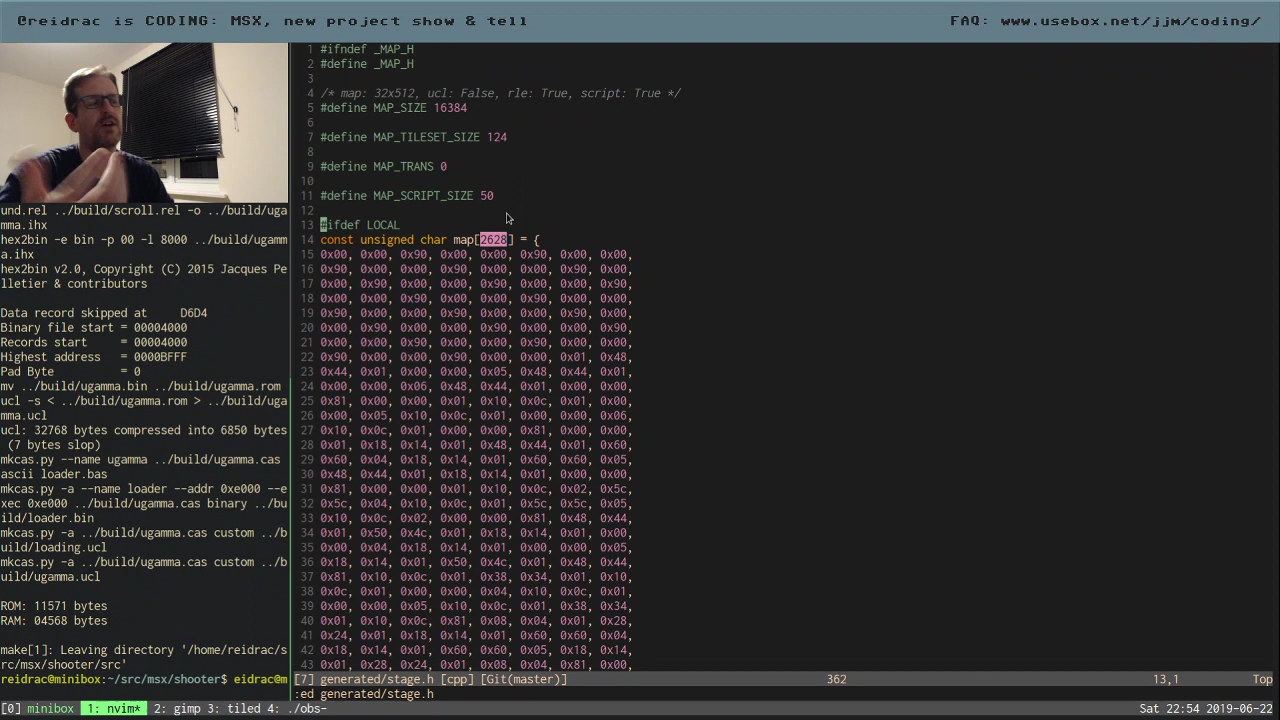 @reidrac is CODING: MSX, new project show & tell
FAQ: www.usebox.net/jjm/coding/
und.rel ../build/scroll.rel -o ../build/uga
mma.ihx
hex2bin -e bin -p 00 -l 8000 ../build/ugamm
a.ihx
hex2bin v2.0, Copyright (C) 2015 Jacques Pe
lletier & contributors
Data record skipped at     D6D4
Binary file start = 00004000
Records start     = 00004000
Highest address   = 0000BFFF
Pad Byte          = 0
mv ../build/ugamma.bin ../build/ugamma.rom
ucl -s < ../build/ugamma.rom > ../build/uga
mma.ucl
ucl: 32768 bytes compressed into 6850 bytes
 (7 bytes slop)
mkcas.py --name ugamma ../build/ugamma.cas
ascii loader.bas
mkcas.py -a --name loader --addr 0xe000 --e
xec 0xe000 ../build/ugamma.cas binary ../bu
ild/loader.bin
mkcas.py -a ../build/ugamma.cas custom ../b
uild/loading.ucl
mkcas.py -a ../build/ugamma.cas custom ../b
uild/ugamma.ucl
ROM: 11571 bytes
RAM: 04568 bytes
make[1]: Leaving directory '/home/reidrac/s
rc/msx/shooter/src'
reidrac@minibox:~/src/msx/shooter$ eidrac@m
1 #ifndef _MAP_H
2 #define _MAP_H
3
4 /* map: 32x512, ucl: False, rle: True, script: True */
5 #define MAP_SIZE 16384
6
7 #define MAP_TILESET_SIZE 124
8
9 #define MAP_TRANS 0
10
11 #define MAP_SCRIPT_SIZE 50
12
13 #ifdef LOCAL
14 const unsigned char map[2628] = {
15 0x00, 0x00, 0x90, 0x00, 0x00, 0x90, 0x00, 0x00,
16 0x90, 0x00, 0x00, 0x90, 0x00, 0x00, 0x90, 0x00,
17 0x00, 0x90, 0x00, 0x00, 0x90, 0x00, 0x00, 0x90,
18 0x00, 0x00, 0x90, 0x00, 0x00, 0x90, 0x00, 0x00,
19 0x90, 0x00, 0x00, 0x90, 0x00, 0x00, 0x90, 0x00,
20 0x00, 0x90, 0x00, 0x00, 0x90, 0x00, 0x00, 0x90,
21 0x00, 0x00, 0x90, 0x00, 0x00, 0x90, 0x00, 0x00,
22 0x90, 0x00, 0x00, 0x90, 0x00, 0x00, 0x01, 0x48,
23 0x44, 0x01, 0x00, 0x00, 0x05, 0x48, 0x44, 0x01,
24 0x00, 0x00, 0x06, 0x48, 0x44, 0x01, 0x00, 0x00,
25 0x81, 0x00, 0x00, 0x01, 0x10, 0x0c, 0x01, 0x00,
26 0x00, 0x05, 0x10, 0x0c, 0x01, 0x00, 0x00, 0x06,
27 0x10, 0x0c, 0x01, 0x00, 0x00, 0x81, 0x00, 0x00,
28 0x01, 0x18, 0x14, 0x01, 0x48, 0x44, 0x01, 0x60,
29 0x60, 0x04, 0x18, 0x14, 0x01, 0x60, 0x60, 0x05,
30 0x48, 0x44, 0x01, 0x18, 0x14, 0x01, 0x00, 0x00,
31 0x81, 0x00, 0x00, 0x01, 0x10, 0x0c, 0x02, 0x5c,
32 0x5c, 0x04, 0x10, 0x0c, 0x01, 0x5c, 0x5c, 0x05,
33 0x10, 0x0c, 0x02, 0x00, 0x00, 0x81, 0x48, 0x44,
34 0x01, 0x50, 0x4c, 0x01, 0x18, 0x14, 0x01, 0x00,
35 0x00, 0x04, 0x18, 0x14, 0x01, 0x00, 0x00, 0x05,
36 0x18, 0x14, 0x01, 0x50, 0x4c, 0x01, 0x48, 0x44,
37 0x81, 0x10, 0x0c, 0x01, 0x38, 0x34, 0x01, 0x10,
38 0x0c, 0x01, 0x00, 0x00, 0x04, 0x10, 0x0c, 0x01,
39 0x00, 0x00, 0x05, 0x10, 0x0c, 0x01, 0x38, 0x34,
40 0x01, 0x10, 0x0c, 0x81, 0x08, 0x04, 0x01, 0x28,
41 0x24, 0x01, 0x18, 0x14, 0x01, 0x60, 0x60, 0x04,
42 0x18, 0x14, 0x01, 0x60, 0x60, 0x05, 0x18, 0x14,
43 0x01, 0x28, 0x24, 0x01, 0x08, 0x04, 0x81, 0x00,
[7] generated/stage.h [cpp] [Git(master)] 362 13,1 Top
:ed generated/stage.h
[0] minibox 1: nvim* 2: gimp 3: tiled 4: ./obs- Sat 22:54 2019-06-22